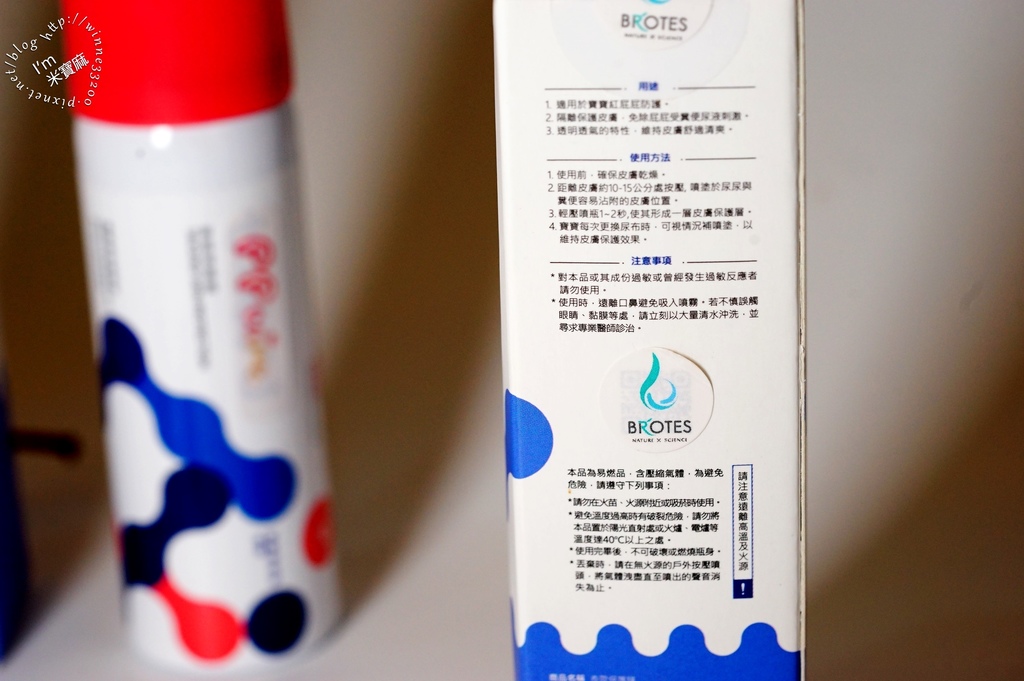 I'm
米寶麻
http://winne33200.pixnet.net/blog
BROTES
NATURE X SCIENCE
用途
1. 適用於寶寶紅屁屁防護。
2. 隔離保護皮膚，免除屁屁受糞便尿液刺激。
3. 透明透氣的特性，維持皮膚舒適清爽。
使用方法
1. 使用前，確保皮膚乾燥。
2. 距離皮膚約10-15公分處按壓, 噴塗於尿尿與
糞便容易沾附的皮膚位置。
3. 輕壓噴瓶1~2秒,使其形成一層皮膚保護層。
4. 寶寶每次更換尿布時，可視情況補噴塗，以
維持皮膚保護效果。
注意事項
* 對本品或其成份過敏或曾經發生過敏反應者
請勿使用。
* 使用時，遠離口鼻避免吸入噴霧。若不慎誤觸
眼睛、黏膜等處，請立刻以大量清水沖洗，並
尋求專業醫師診治。
BROTES
NATURE X SCIENCE
本品為易燃品，含壓縮氣體，為避免
危險，請遵守下列事項：
*請勿在火苗、火源附近或吸菸時使用。
*避免溫度過高時有破裂危險，請勿將
本品置於陽光直射處或火爐、電爐等
溫度達40°C以上之處。
*使用完畢後，不可破壞或燃燒瓶身。
* 丟棄時，請在無火源的戶外按壓噴
頭，將氣體洩盡直至噴出的聲音消
失為止。
請注意遠離高溫及火源
!
商品名稱